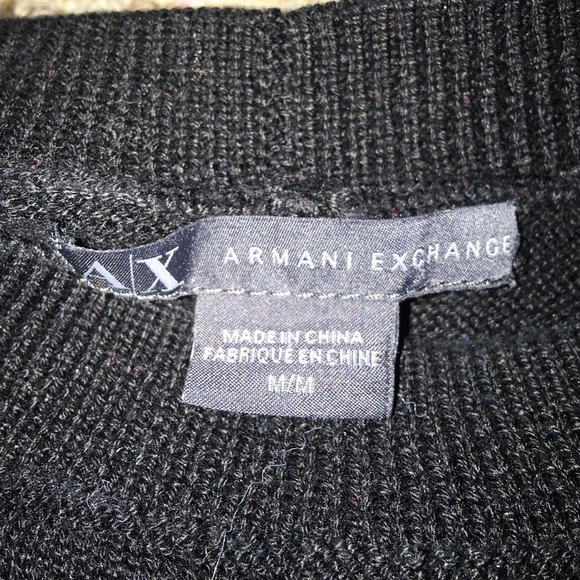 A|X ARMANI EXCHANGE
MADE IN CHINA
FABRIQUE EN CHINE
M/M